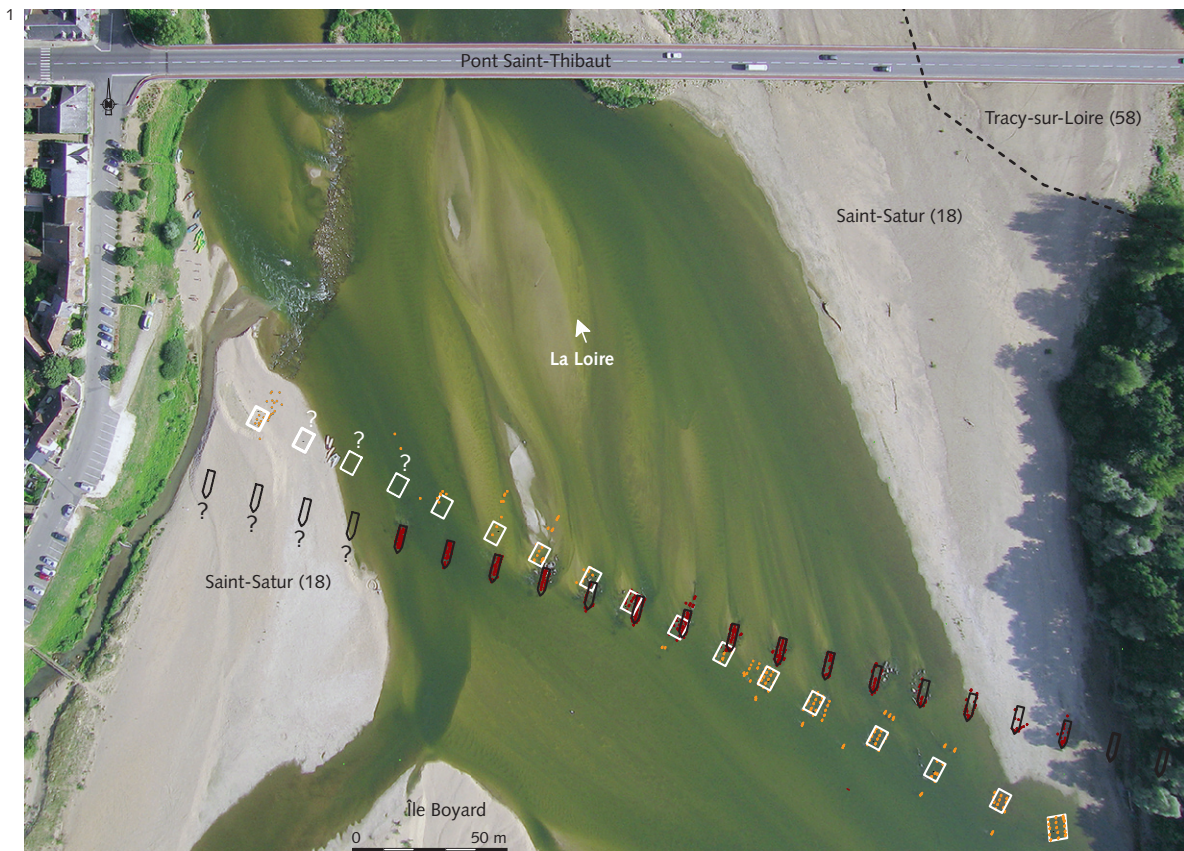 1
Pont Saint-Thibaut
Tracy-sur-Loire (58)
Saint-Satur (18)
La Loire
?
?
?
?
?
?
?
Saint-Satur (18)
Île Boyard
0 50 m